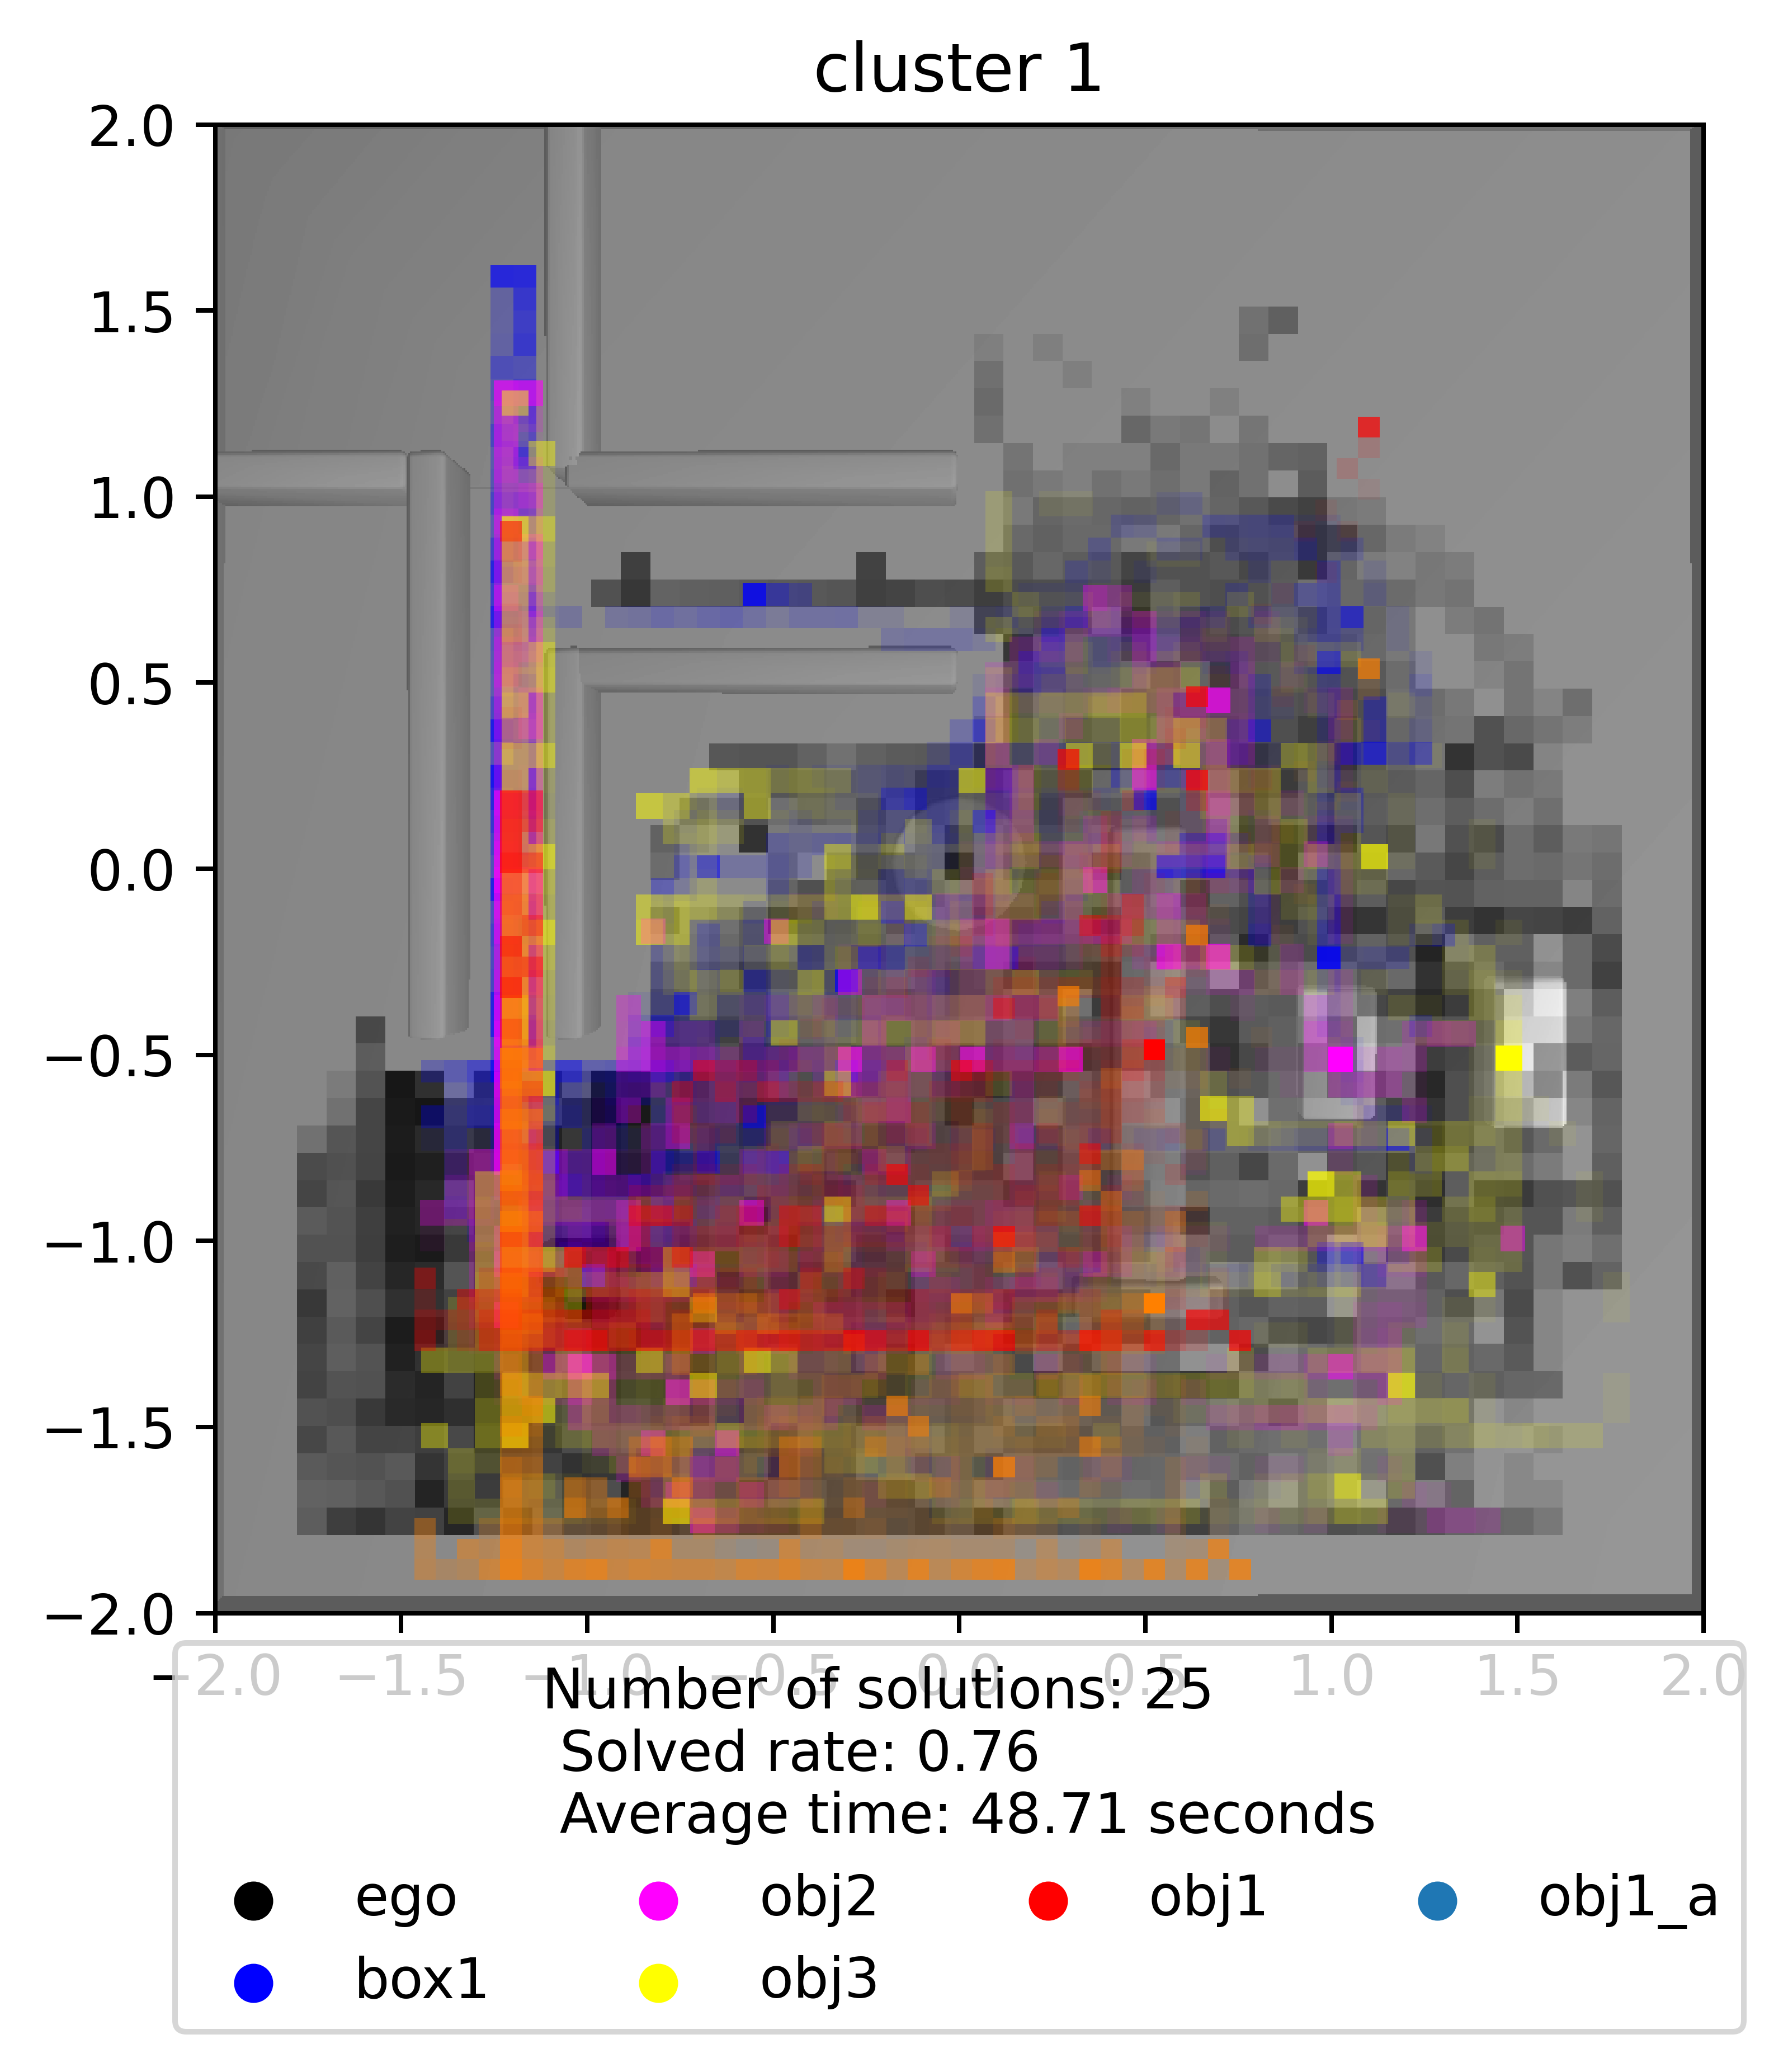 cluster 1
2.0
1.5
1.0
0.5
0.0
−0.5
−1.0
−1.5
−2.0
−2.0 −1.5 −1.0 −0.5 0.0 0.5 1.0 1.5 2.0
Number of solutions: 25
Solved rate: 0.76
Average time: 48.71 seconds
ego obj2 obj1 obj1_a
box1 obj3